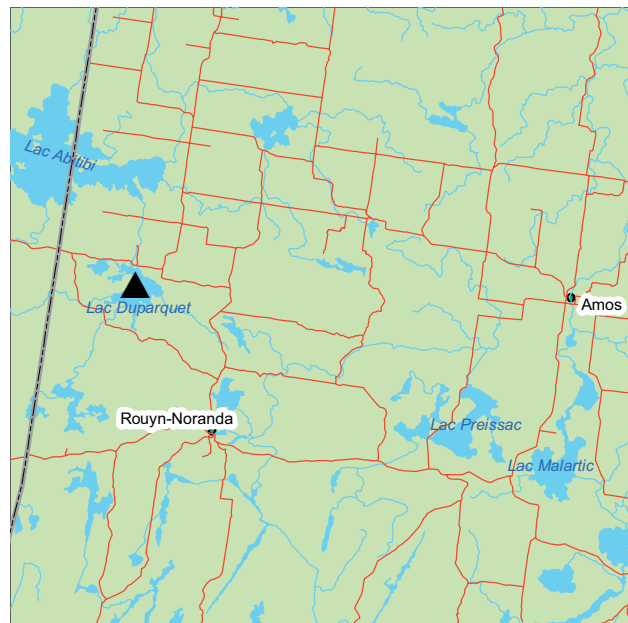 Lac Abitibi
Lac Duparquet
Amos
Rouyn-Noranda
Lac Preissac
Lac Malartic